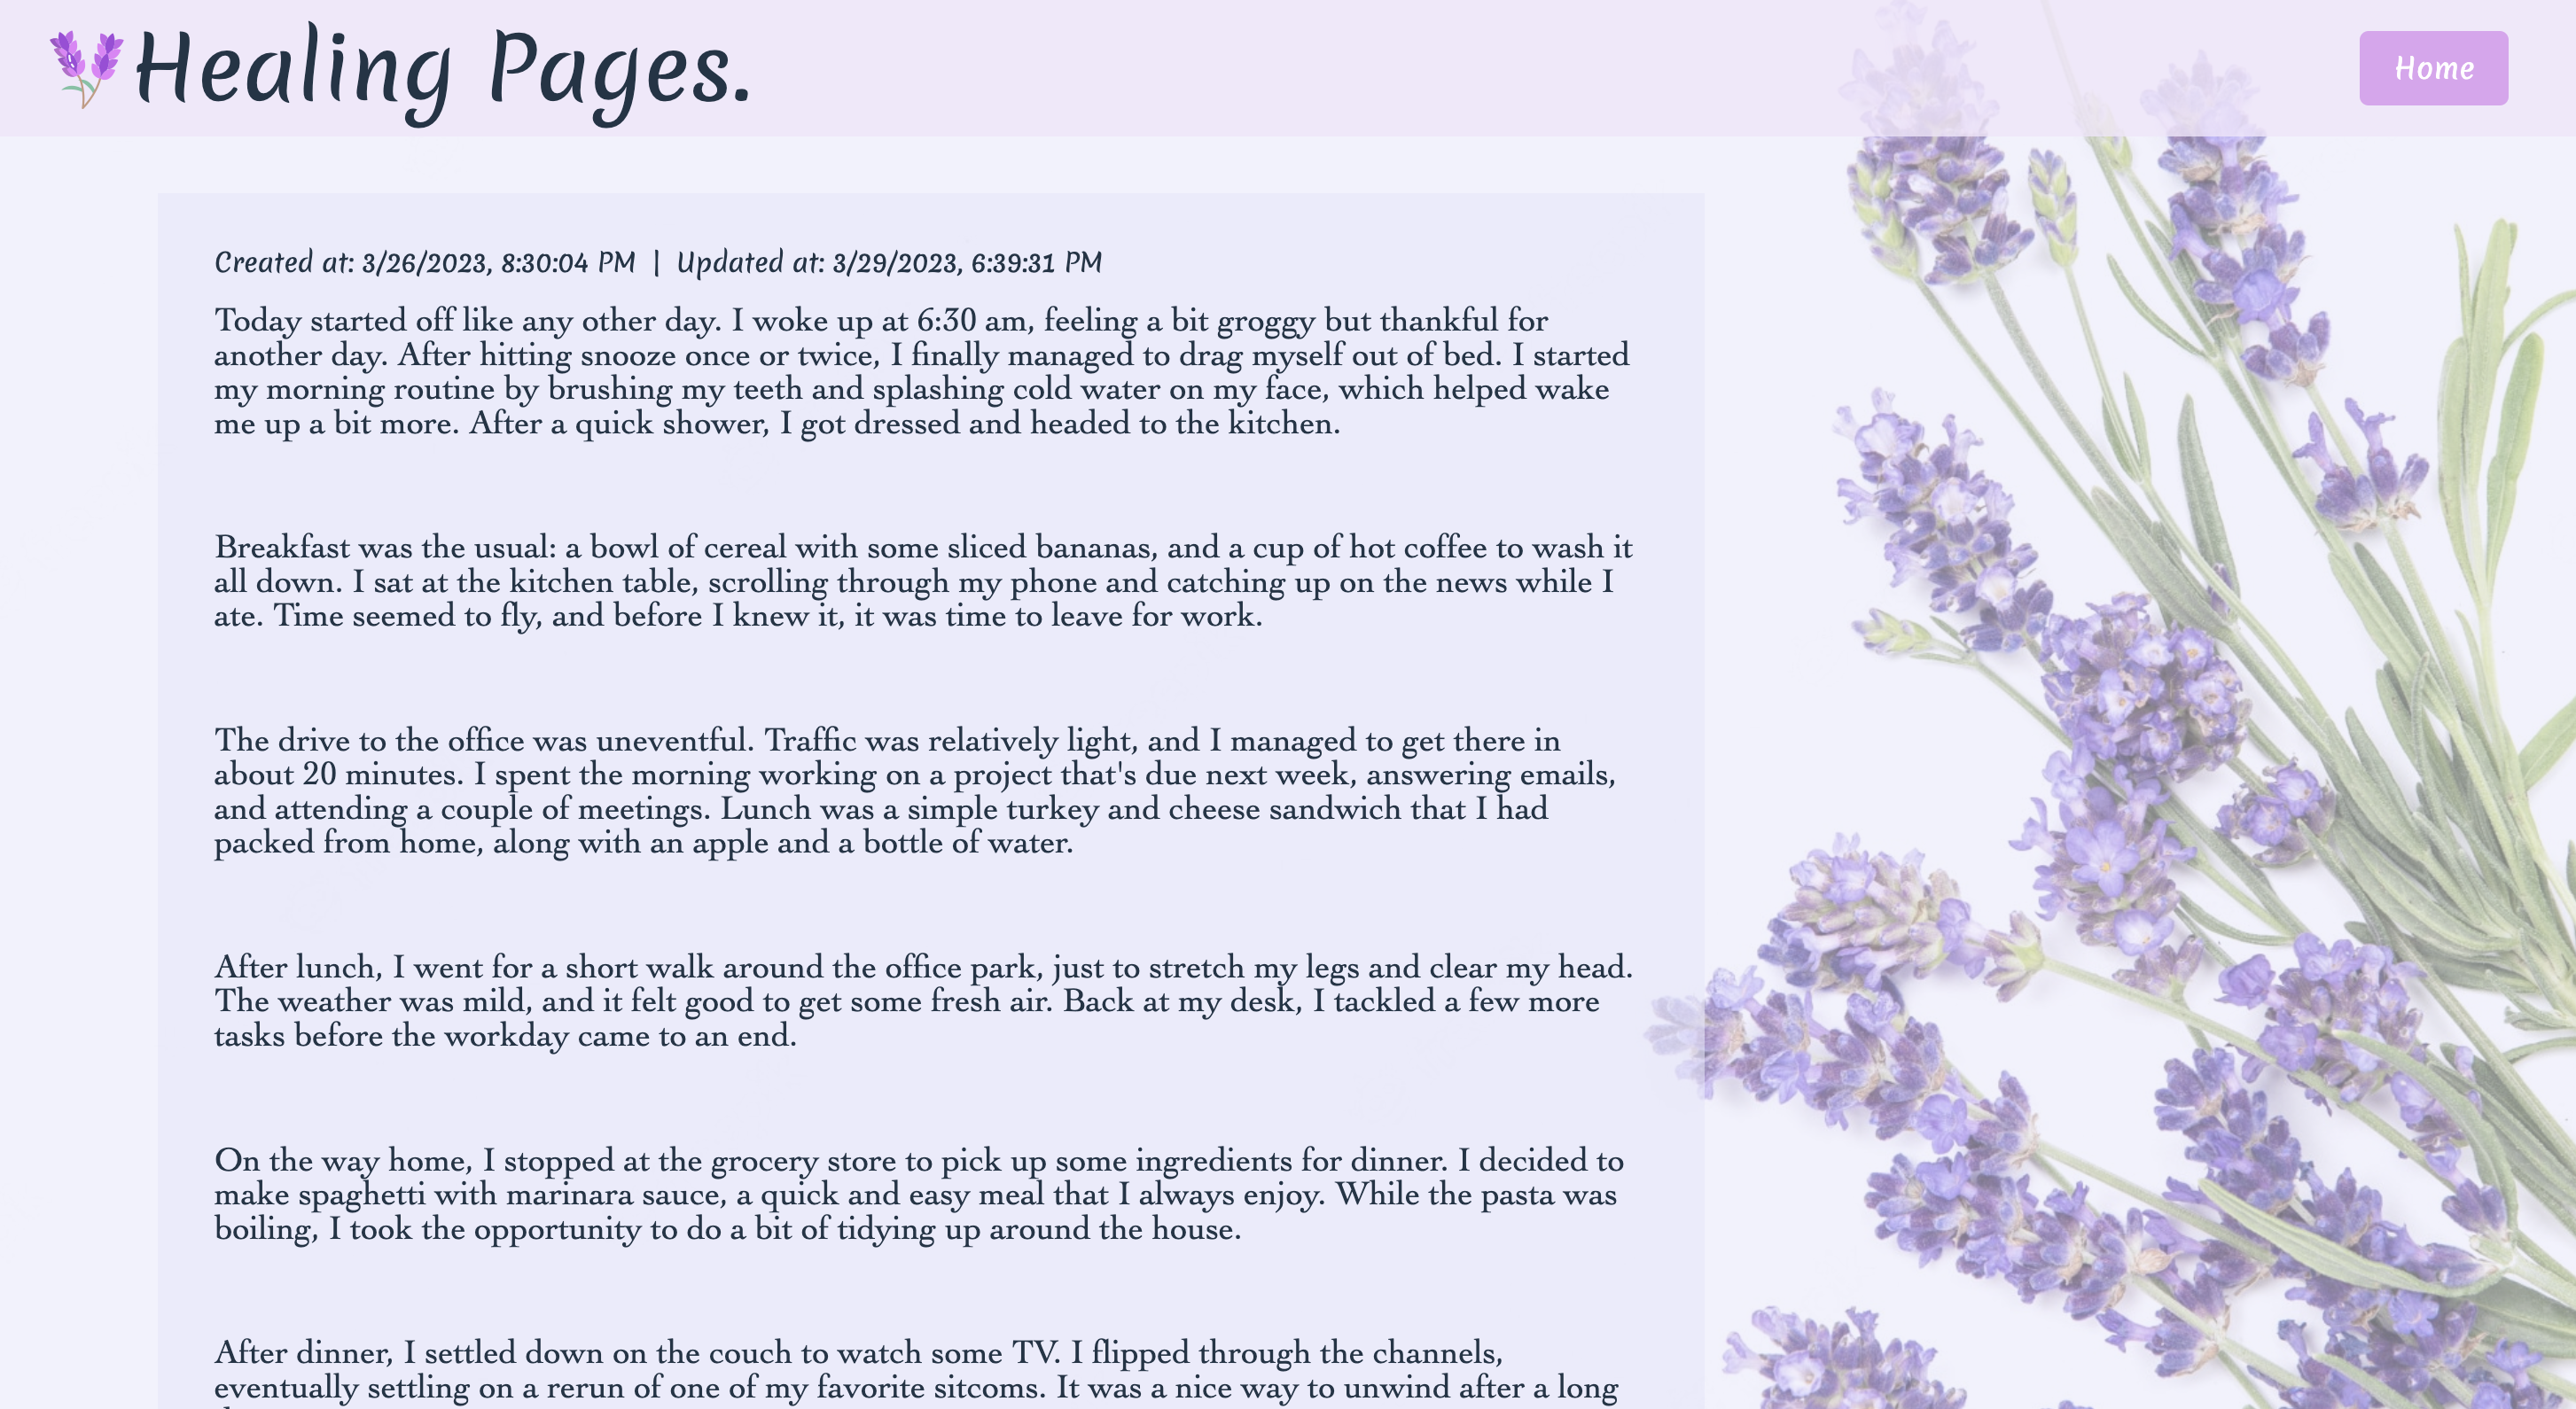 Healing Pages.
Home
Created at: 3/26/2023, 8:30:04 PM | Updated at: 3/29/2023, 6:39:31 PM
Today started off like any other day. I woke up at 6:30 am, feeling a bit groggy but thankful for
another day. After hitting snooze once or twice, I finally managed to drag myself out of bed. I started
my morning routine by brushing my teeth and splashing cold water on my face, which helped wake
me up a bit more. After a quick shower, I got dressed and headed to the kitchen.
Breakfast was the usual: a bowl of cereal with some sliced bananas, and a cup of hot coffee to wash it
all down. I sat at the kitchen table, scrolling through my phone and catching up on the news while I
ate. Time seemed to fly, and before I knew it, it was time to leave for work.
The drive to the office was uneventful. Traffic was relatively light, and I managed to get there in
about 20 minutes. I spent the morning working on a project that's due next week, answering emails,
and attending a couple of meetings. Lunch was a simple turkey and cheese sandwich that I had
packed from home, along with an apple and a bottle of water.
After lunch, I went for a short walk around the office park, just to stretch my legs and clear my head.
The weather was mild, and it felt good to get some fresh air. Back at my desk, I tackled a few more
tasks before the workday came to an end.
On the way home, I stopped at the grocery store to pick up some ingredients for dinner. I decided to
make spaghetti with marinara sauce, a quick and easy meal that I always enjoy. While the pasta was
boiling, I took the opportunity to do a bit of tidying up around the house.
After dinner, I settled down on the couch to watch some TV. I flipped through the channels,
eventually settling on a rerun of one of my favorite sitcoms. It was a nice way to unwind after a long